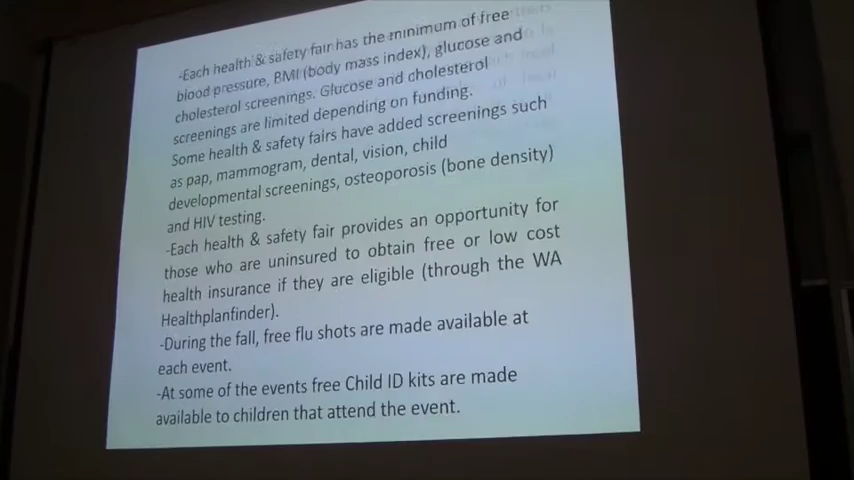 -Each health & safety fair has the minimum of free
blood pressure, BMI (body mass index), glucose and
cholesterol screenings. Glucose and cholesterol
screenings are limited depending on funding.
Some health & safety fairs have added screenings such
as pap, mammogram, dental, vision, child
developmental screenings, osteoporosis (bone density)
and HIV testing.
-Each health & safety fair provides an opportunity for
those who are uninsured to obtain free or low cost
health insurance if they are eligible (through the WA
Healthplanfinder).
-During the fall, free flu shots are made available at
each event.
-At some of the events free Child ID kits are made
available to children that attend the event.